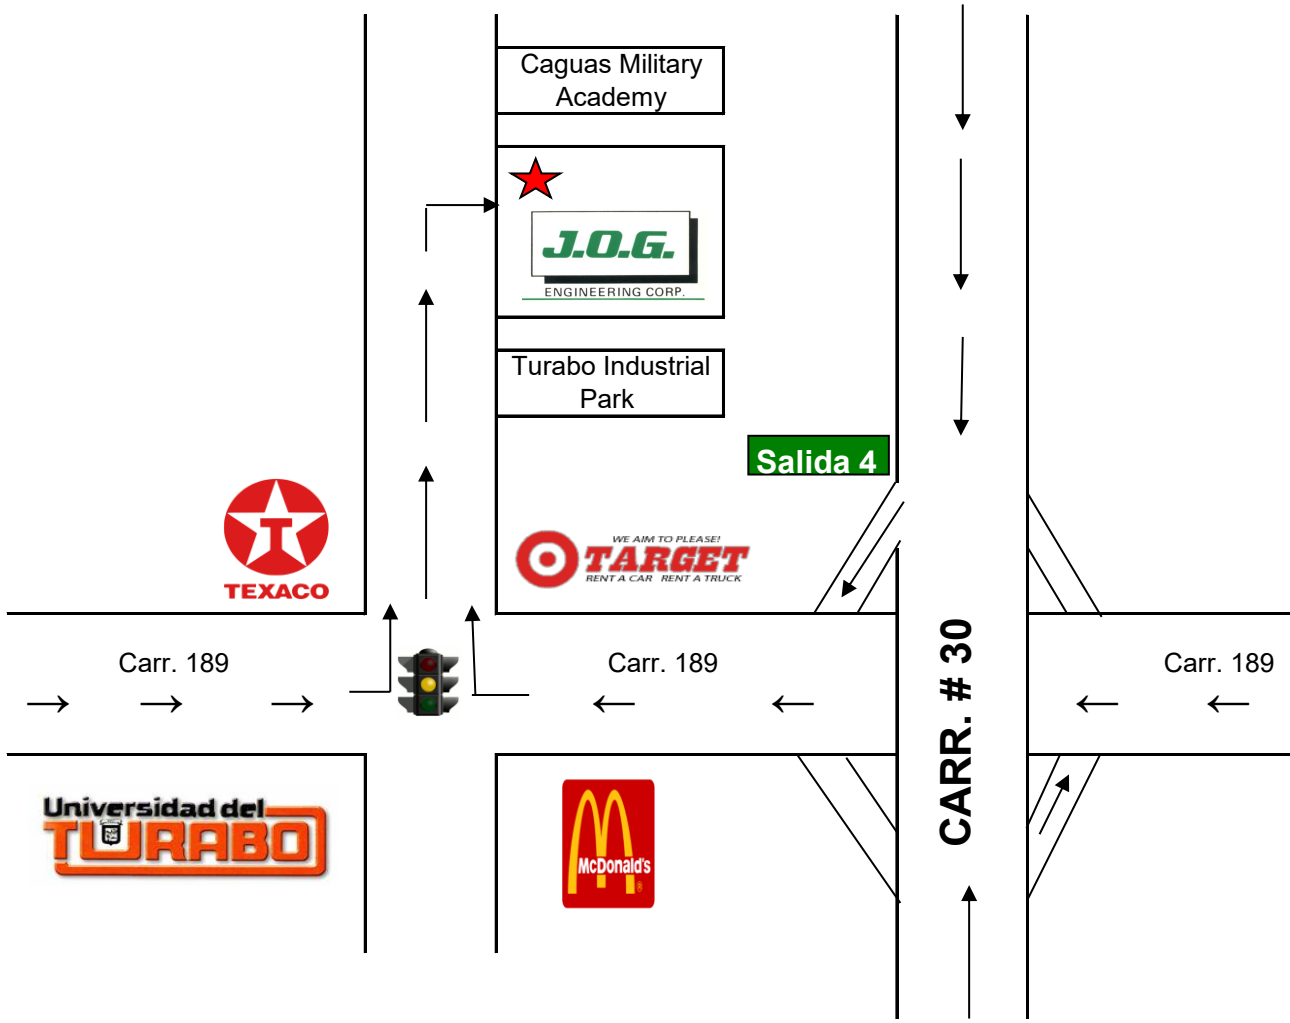 Caguas Military
Academy
J.O.G.
ENGINEERING CORP.
Turabo Industrial
Park
Salida 4
TEXACO
WE AIM TO PLEASE!
TARGET
RENT A CAR RENT A TRUCK
Carr. 189
Carr. 189
CARR. # 30
Carr. 189
Universidad del
TURABO
McDonald's